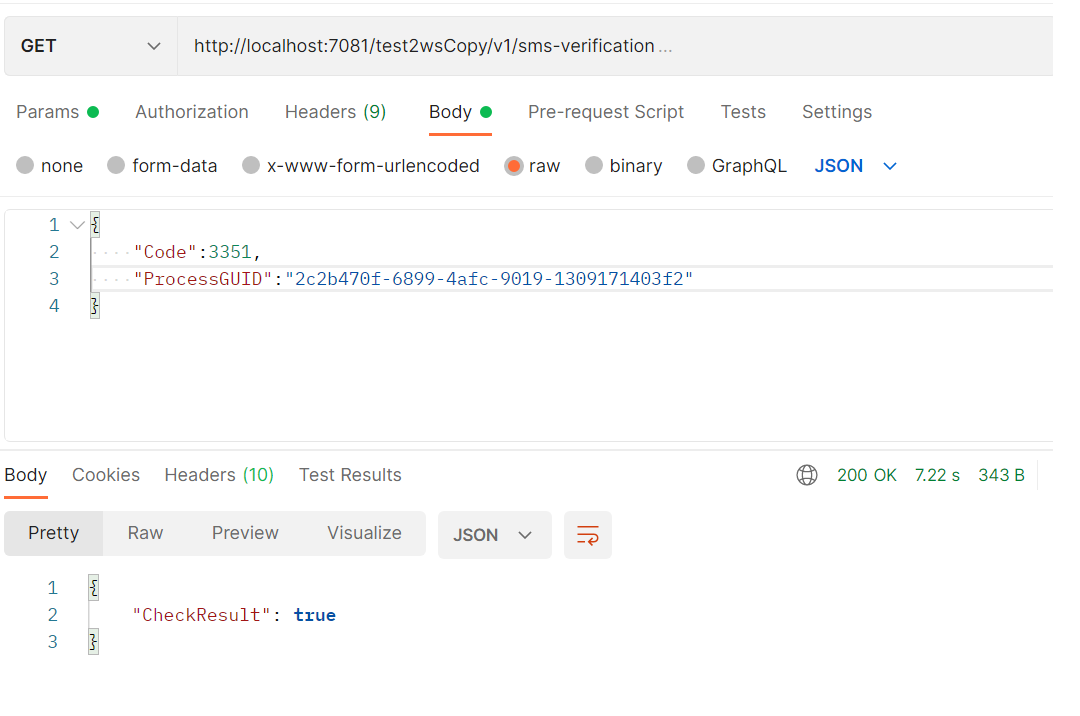 GET http://localhost:7081/test2wsCopy/v1/sms-verification ...
Params Authorization Headers (9) Body Pre-request Script Tests Settings
none form-data x-www-form-urlencoded raw binary GraphQL JSON
1 {
2 ····"Code":3351,
3 ····"ProcessGUID":"2c2b470f-6899-4afc-9019-1309171403f2"
4 }
Body Cookies Headers (10) Test Results 200 OK 7.22 s 343 B
Pretty Raw Preview Visualize JSON
1 {
2 "CheckResult": true
3 }